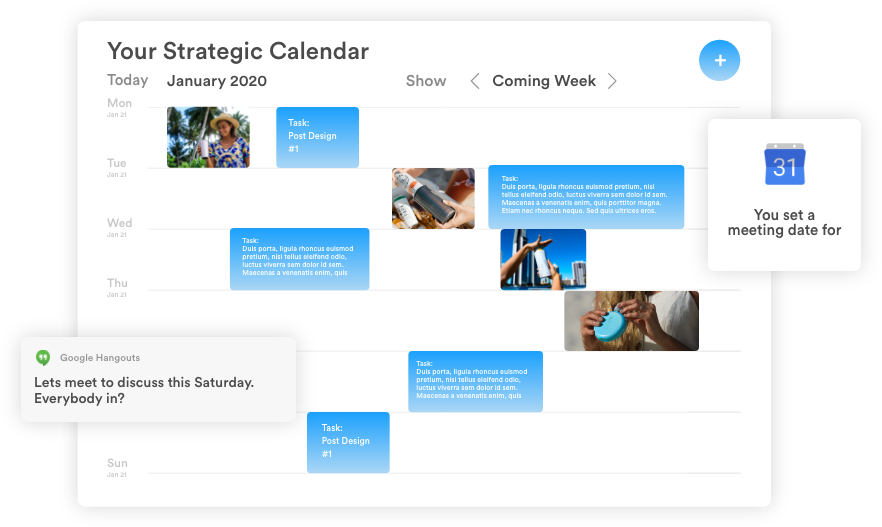 Your Strategic Calendar
Today January 2020 Show Coming Week
+
Mon
Jan 21
Task:
Post Design
#1
Tue
Jan 21
Task:
Duis porta, ligula rhoncus euismod pretium, nisi
tellus eleifend odio, luctus viverra sem dolor id sem.
Maecenas a venenatis enim, quis porttitor magna.
Etiam nec rhoncus neque. Sed quis ultrices eros.
31
You set a
meeting date for
Wed
Jan 21
Task:
Duis porta, ligula rhoncus euismod
pretium, nisi tellus eleifend odio,
luctus viverra sem dolor id sem.
Maecenas a venenatis enim, quis
Thu
Jan 21
Google Hangouts
Lets meet to discuss this Saturday.
Everybody in?
Task:
Duis porta, ligula rhoncus euismod
pretium, nisi tellus eleifend odio,
luctus viverra sem dolor id sem.
Maecenas a venenatis enim, quis
Task:
Post Design
#1
Sun
Jan 21